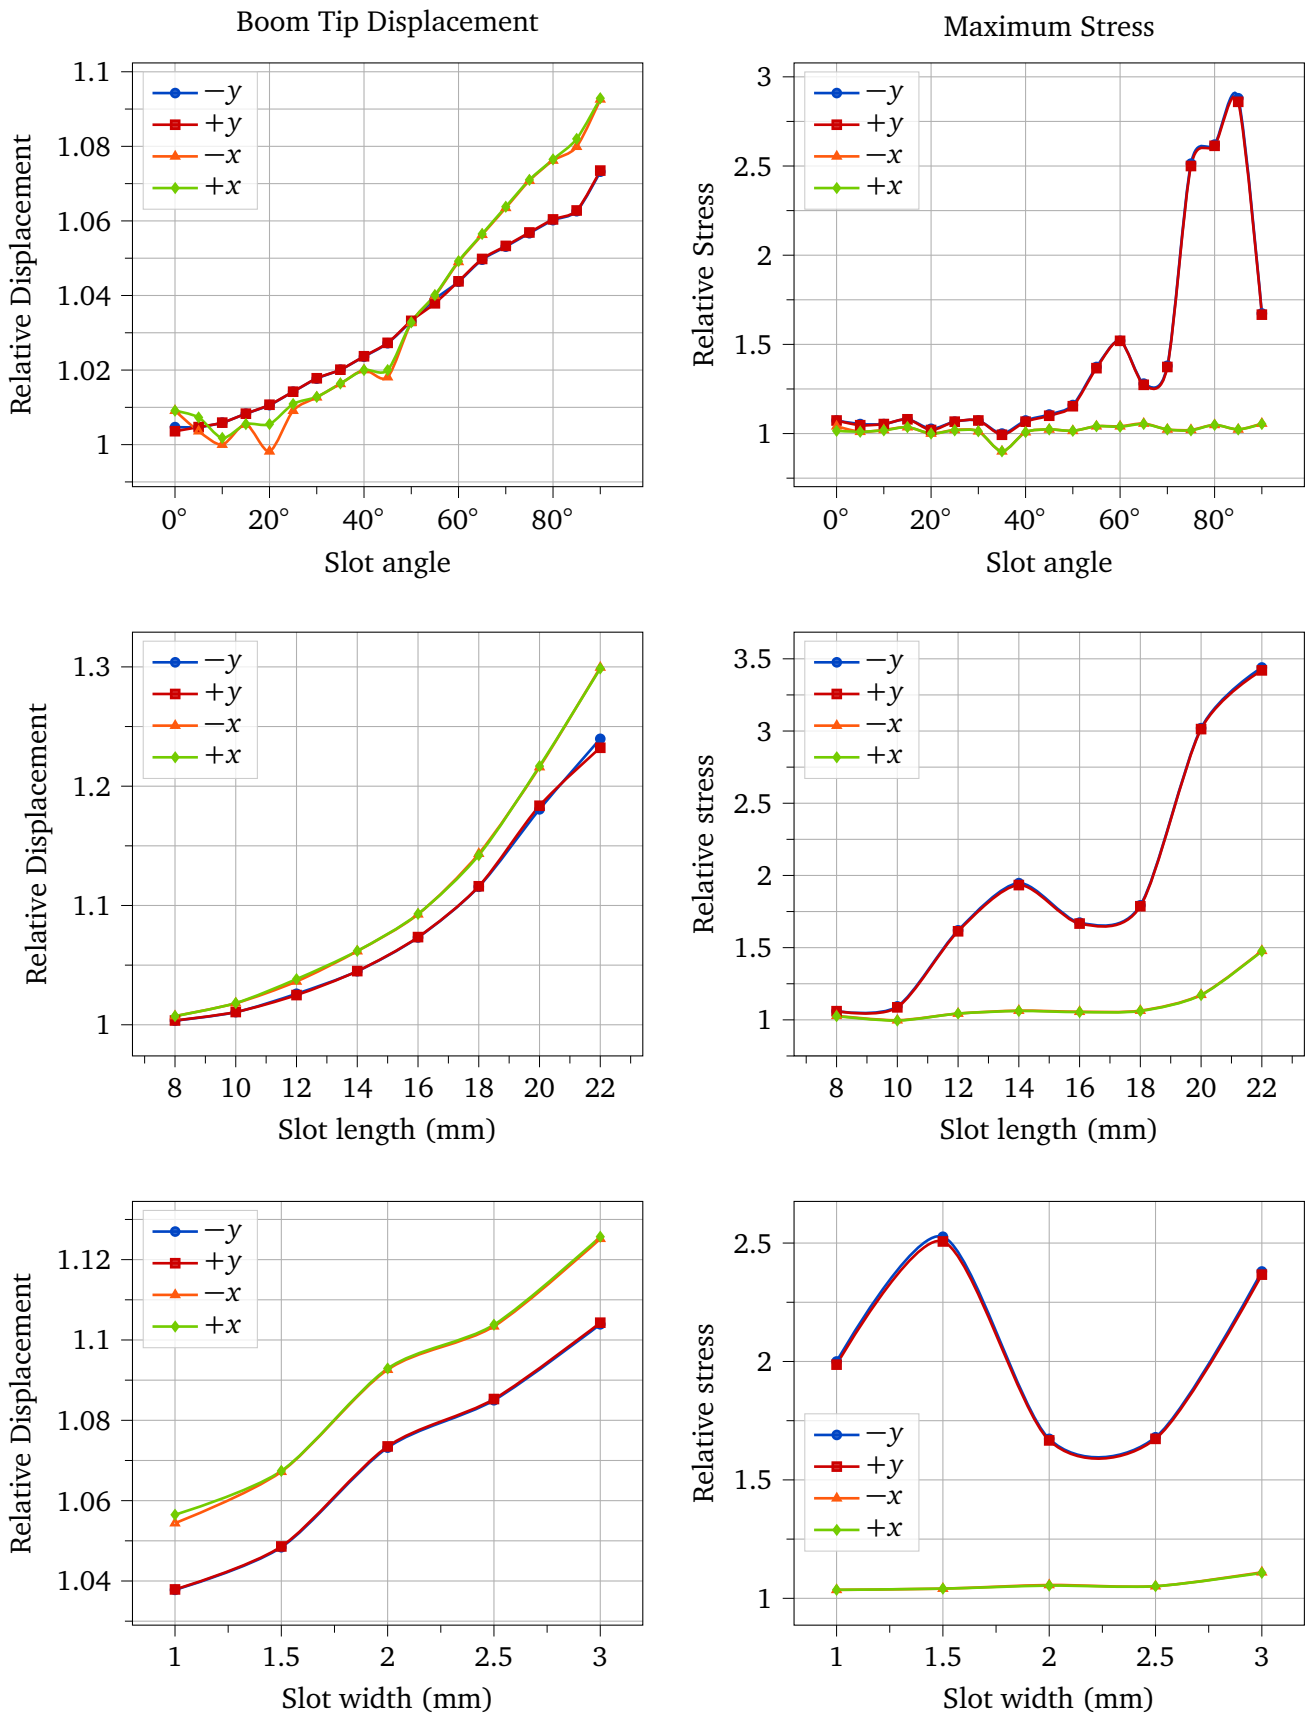 Boom Tip Displacement
Maximum Stress
1.1
1.08
1.06
1.04
1.02
1
Relative Displacement
−y
+y
−x
+x
0° 20° 40° 60° 80°
Slot angle
3
2.5
2
1.5
1
Relative Stress
−y
+y
−x
+x
0° 20° 40° 60° 80°
Slot angle
1.3
1.2
1.1
1
Relative Displacement
−y
+y
−x
+x
8 10 12 14 16 18 20 22
Slot length (mm)
3.5
3
2.5
2
1.5
1
Relative stress
−y
+y
−x
+x
8 10 12 14 16 18 20 22
Slot length (mm)
1.12
1.1
1.08
1.06
1.04
Relative Displacement
−y
+y
−x
+x
1 1.5 2 2.5 3
Slot width (mm)
2.5
2
1.5
1
Relative stress
−y
+y
−x
+x
1 1.5 2 2.5 3
Slot width (mm)